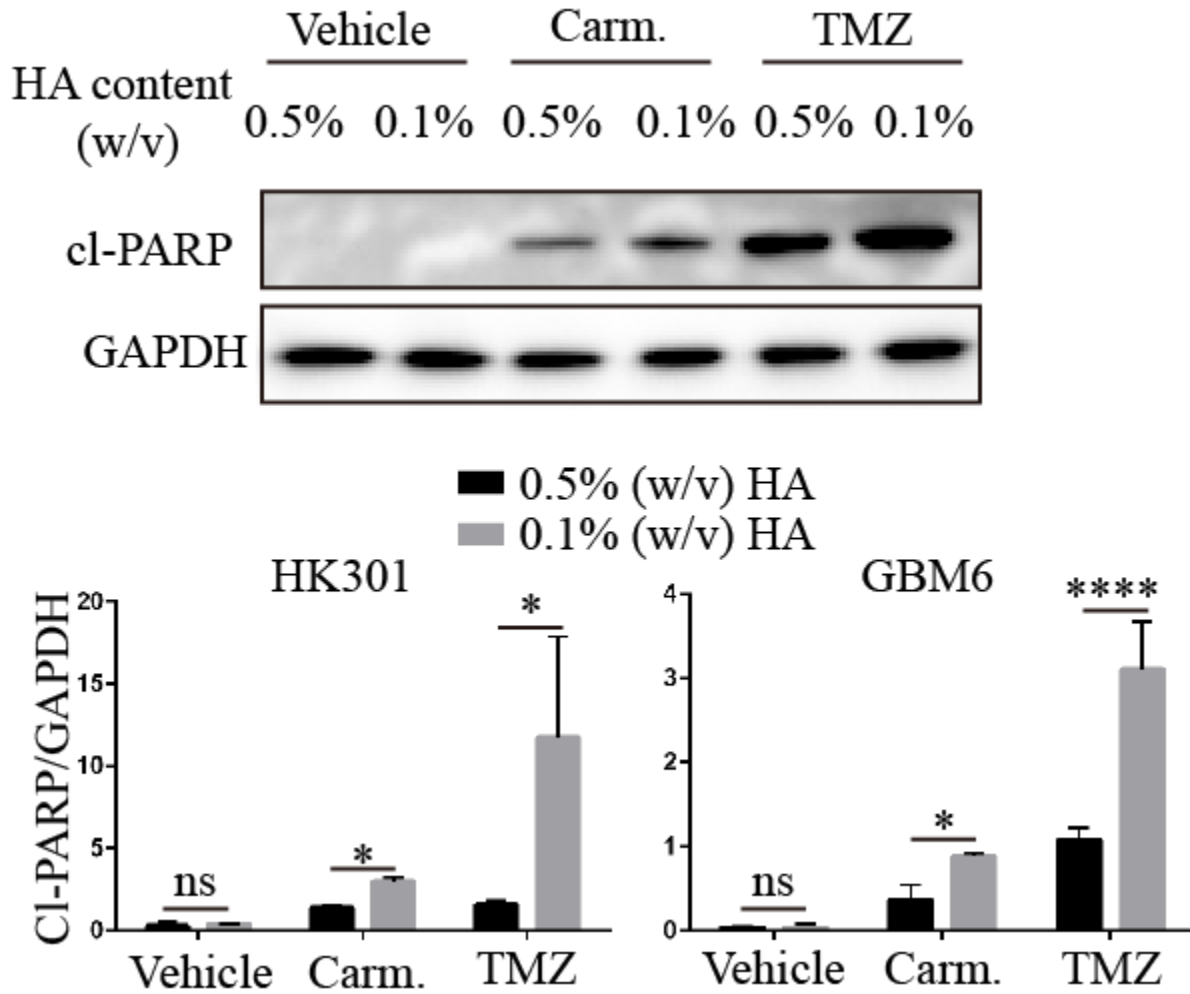 Vehicle Carm. TMZ
HA content
(w/v)
0.5% 0.1% 0.5% 0.1% 0.5% 0.1%
cl-PARP
GAPDH
0.5% (w/v) HA
0.1% (w/v) HA
HK301
Cl-PARP/GAPDH
20
15
10
5
0
ns
*
*
Vehicle Carm. TMZ
GBM6
4
3
2
1
0
ns
*
****
Vehicle Carm. TMZ